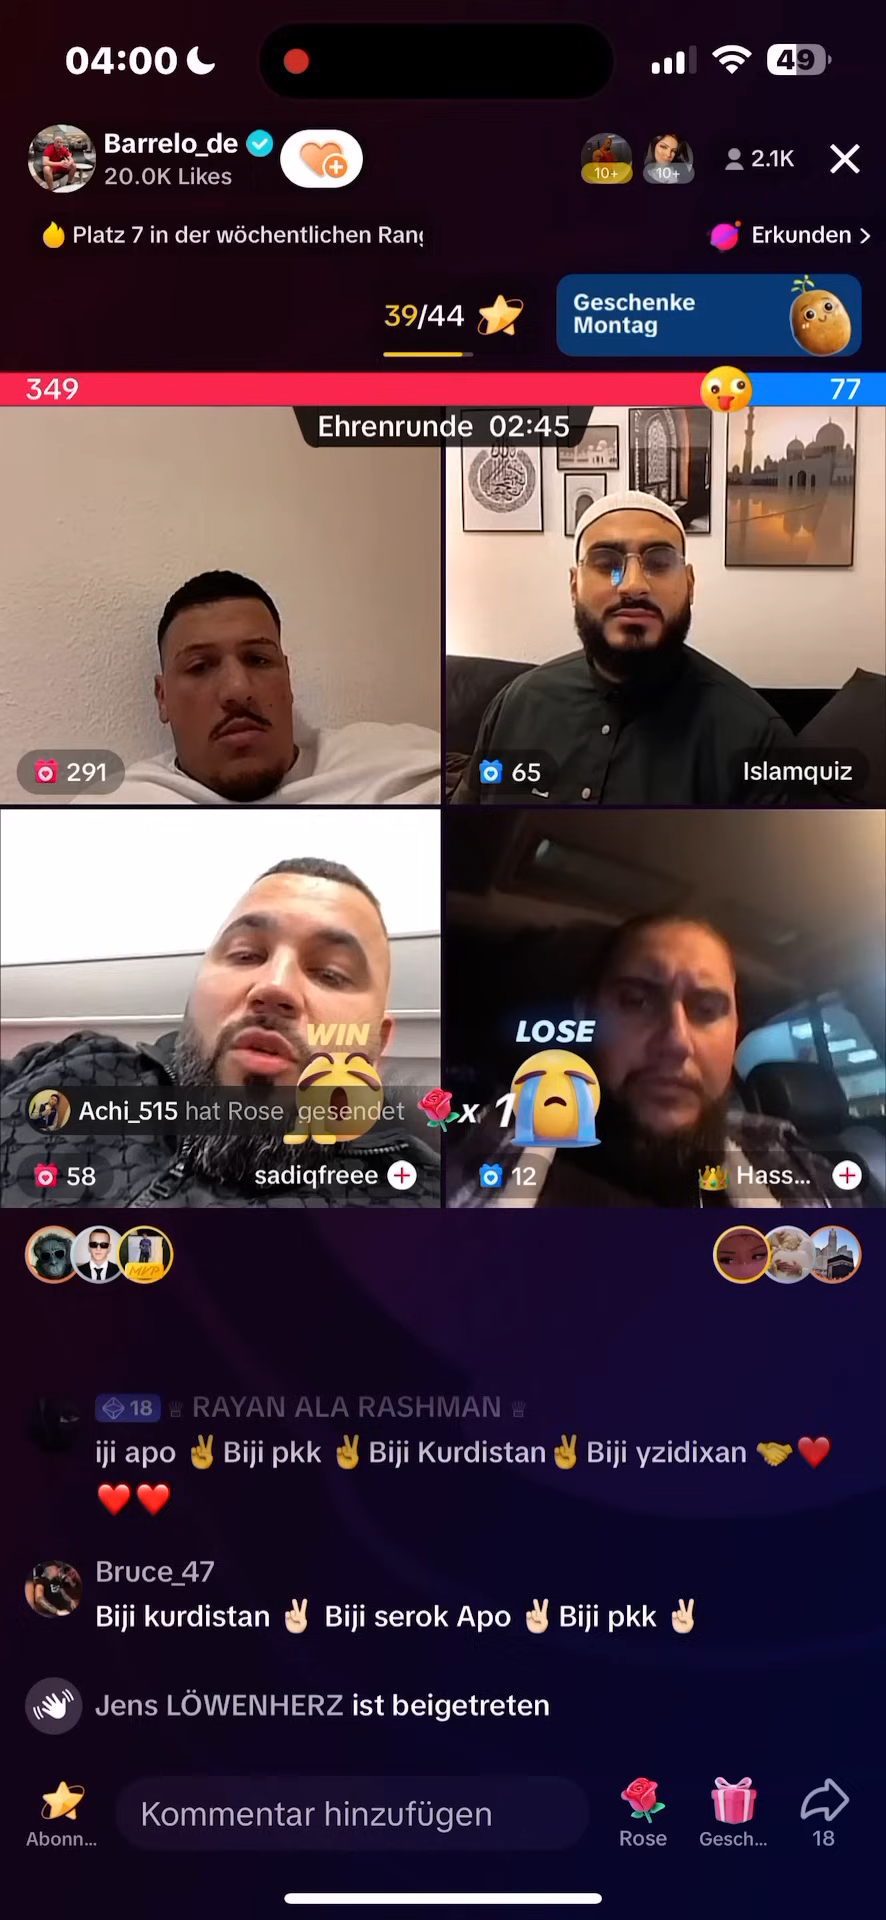 04:00
49
Barrelo_de
20.0K Likes
10+
10+
2.1K
Platz 7 in der wöchentlichen Rang
Erkunden >
39/44
Geschenke
Montag
349
77
Ehrenrunde 02:45
291
65
Islamquiz
WIN
LOSE
Achi_515 hat Rose gesendet
x 1
58
sadiqfreee
12
Hass...
MVP
18 RAYAN ALA RASHMAN
iji apo ✌️ Biji pkk ✌️ Biji Kurdistan ✌️ Biji yzidixan 🤝❤️
❤️❤️
Bruce_47
Biji kurdistan ✌🏻 Biji serok Apo ✌🏻 Biji pkk ✌🏻
Jens LÖWENHERZ ist beigetreten
Kommentar hinzufügen
Abonn...
Rose
Gesch...
18